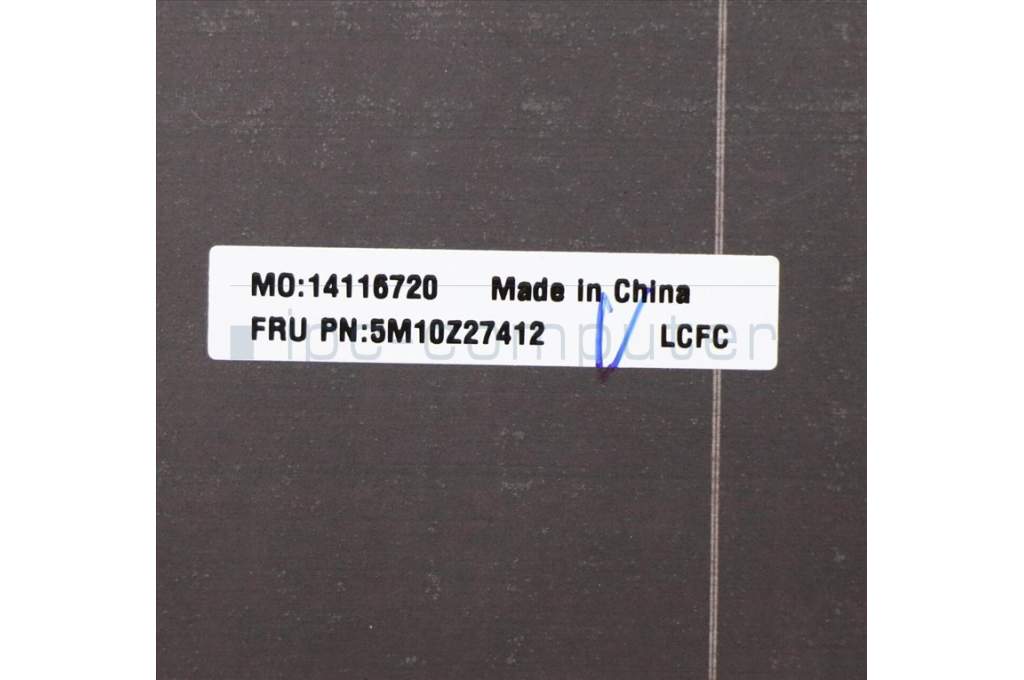 MO:14116720 Made in China
FRU PN:5M10Z27412 LCFC
ipc-computer